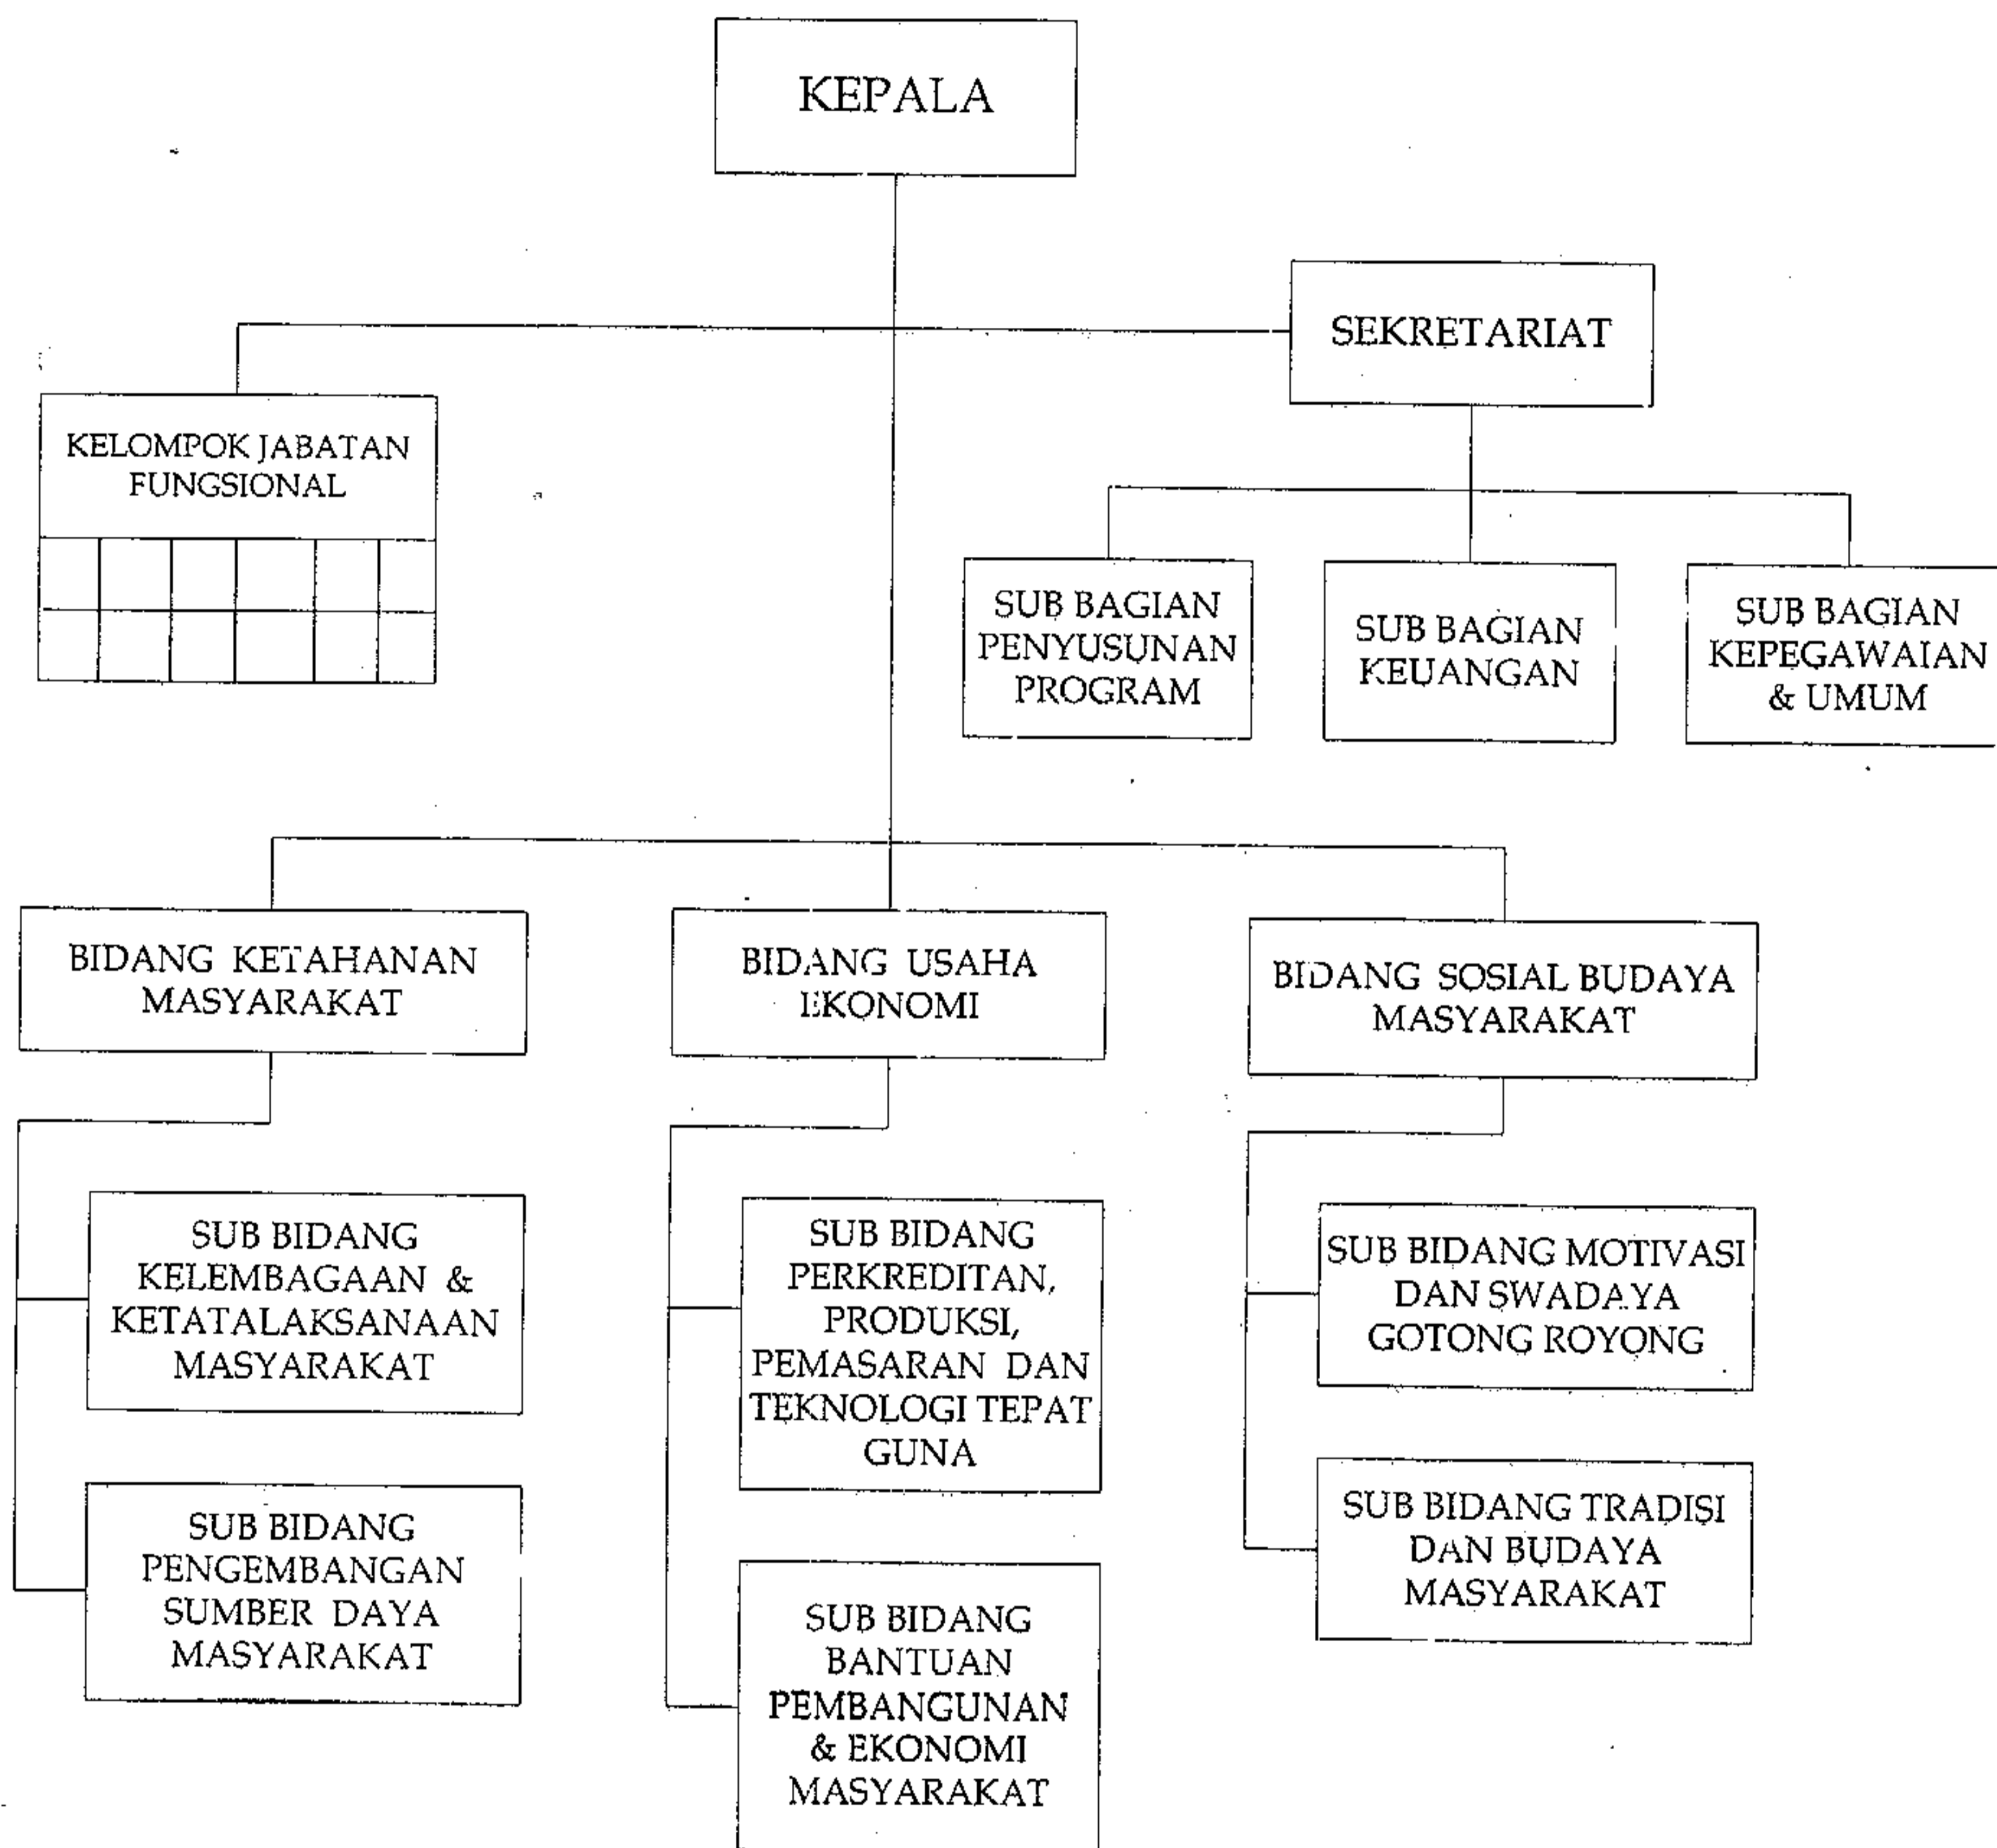 KEPALA
SEKRETARIAT
KELOMPOK JABATAN
FUNGSIONAL
SUB BAGIAN
PENYUSUNAN
PROGRAM
SUB BAGIAN
KEUANGAN
SUB BAGIAN
KEPEGAWAIAN
& UMUM
BIDANG KETAHANAN
MASYARAKAT
BIDANG USAHA
EKONOMI
BIDANG SOSIAL BUDAYA
MASYARAKAT
SUB BIDANG
KELEMBAGAAN &
KETATALAKSANAAN
MASYARAKAT
SUB BIDANG
PENGEMBANGAN
SUMBER DAYA
MASYARAKAT
SUB BIDANG
PERKREDITAN,
PRODUKSI,
PEMASARAN DAN
TEKNOLOGI TEPAT
GUNA
SUB BIDANG
BANTUAN
PEMBANGUNAN
& EKONOMI
MASYARAKAT
SUB BIDANG MOTIVASI
DAN SWADAYA
GOTONG ROYONG
SUB BIDANG TRADISI
DAN BUDAYA
MASYARAKAT